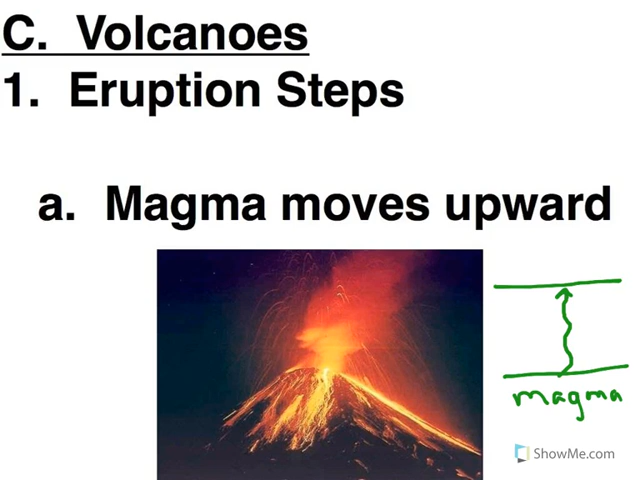 C. Volcanoes
1. Eruption Steps
a. Magma moves upward
magma
ShowMe.com